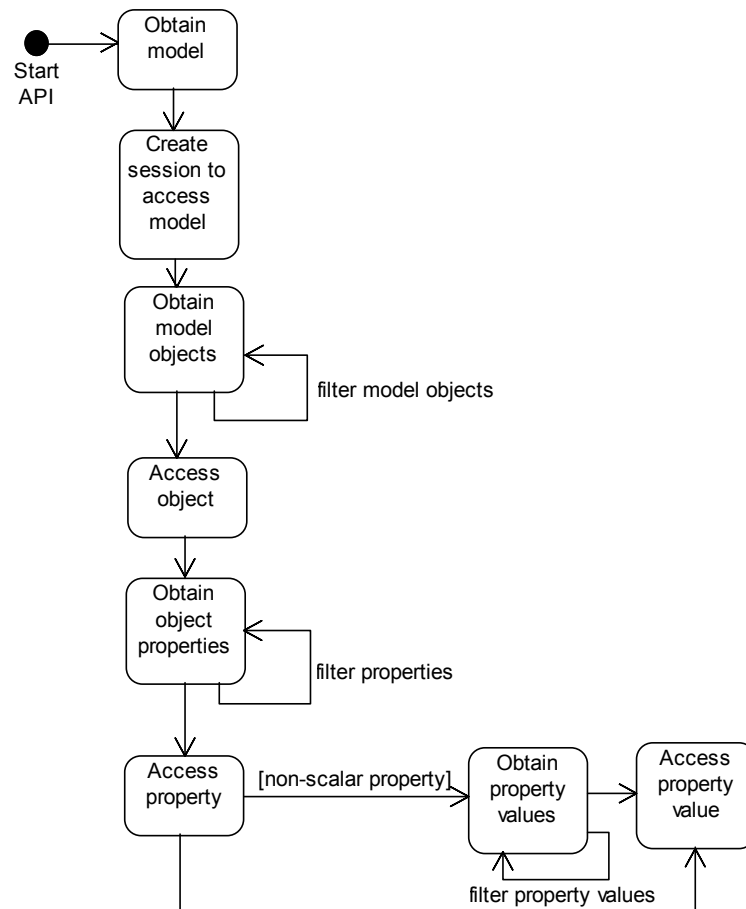 Obtain
model
Start
API
Create
session to
access
model
Obtain
model
objects
filter model objects
Access
object
Obtain
object
properties
filter properties
Access
property
[non-scalar property]
Obtain
property
values
Access
property
value
filter property values